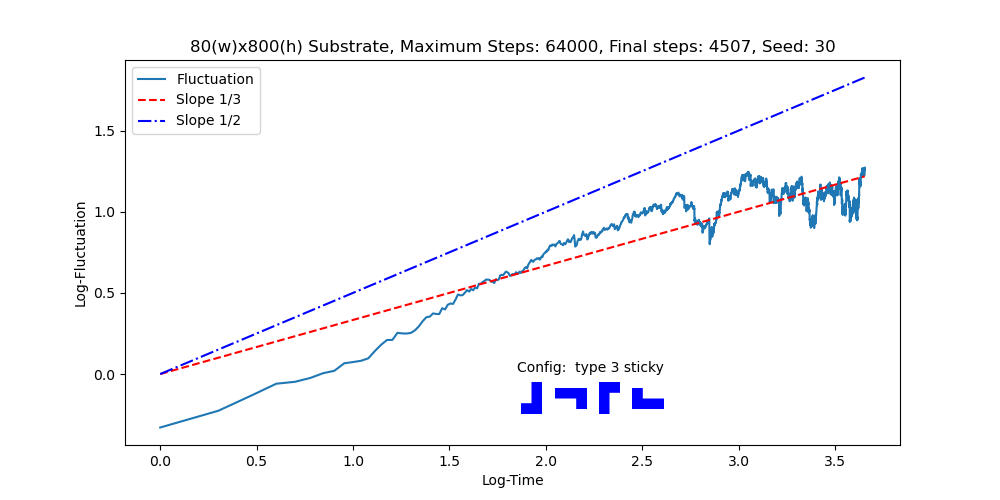 80(w)x800(h) Substrate, Maximum Steps: 64000, Final steps: 4507, Seed: 30
Fluctuation
Slope 1/3
Slope 1/2
1.5
1.0
0.5
0.0
Log-Fluctuation
Config:  type 3 sticky
0.0 0.5 1.0 1.5 2.0 2.5 3.0 3.5
Log-Time